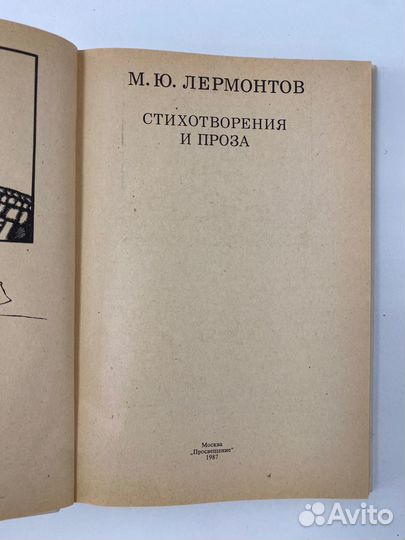 М. Ю. ЛЕРМОНТОВ
СТИХОТВОРЕНИЯ
И ПРОЗА
Москва
„Просвещение"
1987
Avito